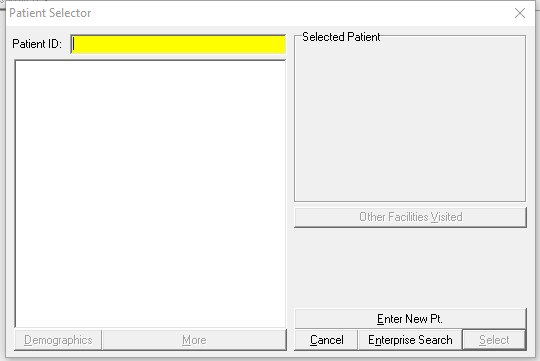 Patient Selector
Patient ID:
Selected Patient
Other Facilities Visited
Enter New Pt.
Demographics
More
Cancel
Enterprise Search
Select